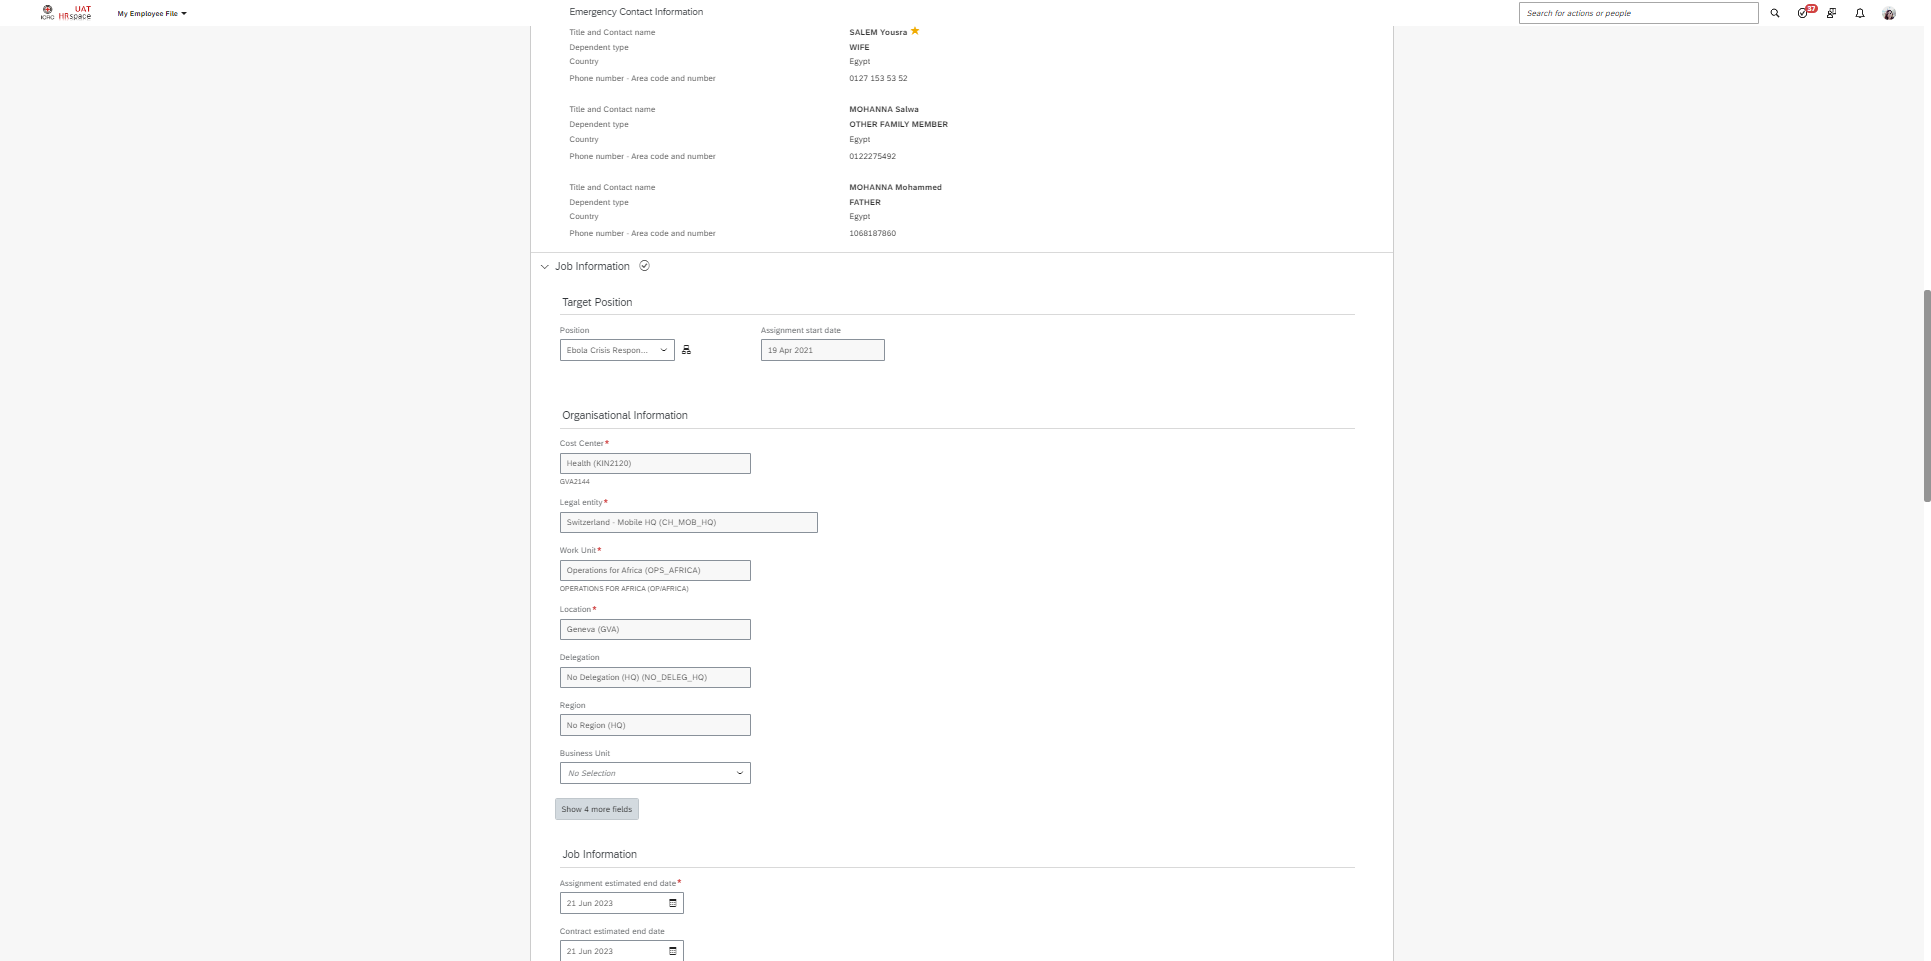 ICRC
UAT
HRspace
My Employee File
Search for actions or people
37
Emergency Contact Information
Title and Contact name SALEM Yousra
Dependent type WIFE
Country Egypt
Phone number - Area code and number 0127 153 53 52
Title and Contact name MOHANNA Salwa
Dependent type OTHER FAMILY MEMBER
Country Egypt
Phone number - Area code and number 0122275492
Title and Contact name MOHANNA Mohammed
Dependent type FATHER
Country Egypt
Phone number - Area code and number 1068187860
Job Information
Target Position
Position Assignment start date
Ebola Crisis Respon... 19 Apr 2021
Organisational Information
Cost Center*
Health (KIN2120)
GVA2144
Legal entity*
Switzerland - Mobile HQ (CH_MOB_HQ)
Work Unit*
Operations for Africa (OPS_AFRICA)
OPERATIONS FOR AFRICA (OP/AFRICA)
Location*
Geneva (GVA)
Delegation
No Delegation (HQ) (NO_DELEG_HQ)
Region
No Region (HQ)
Business Unit
No Selection
Show 4 more fields
Job Information
Assignment estimated end date*
21 Jun 2023
Contract estimated end date
21 Jun 2023